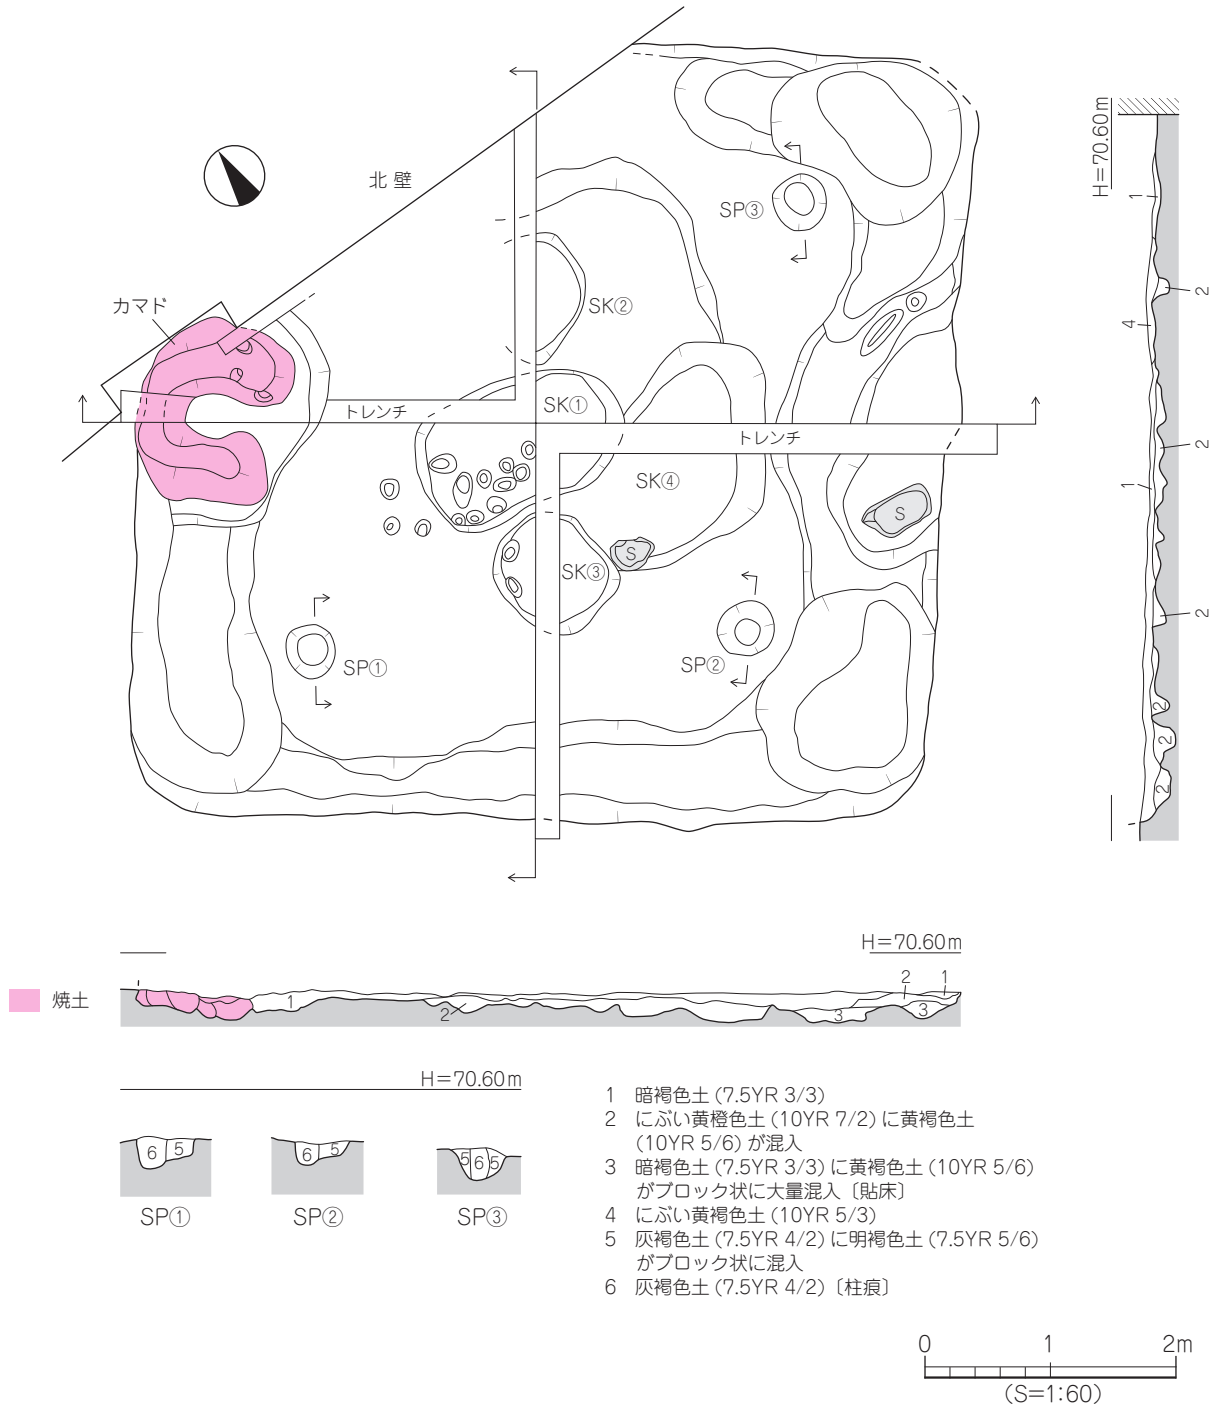 北壁
H=70.60m
SP③
カマド
SK②
1
2
4
SK①
トレンチ
トレンチ
2
SK④
1
S
S
SK③
SP①
SP②
2
2
2
2
H=70.60m
焼土
1
2
3
2
1
3
H=70.60m
6 5
6 5
5 6 5
SP①
SP②
SP③
1 暗褐色土 (7.5YR 3/3)
2 にぶい黄橙色土 (10YR 7/2) に黄褐色土
(10YR 5/6) が混入
3 暗褐色土 (7.5YR 3/3) に黄褐色土 (10YR 5/6)
がブロック状に大量混入〔貼床〕
4 にぶい黄褐色土 (10YR 5/3)
5 灰褐色土 (7.5YR 4/2) に明褐色土 (7.5YR 5/6)
がブロック状に混入
6 灰褐色土 (7.5YR 4/2)〔柱痕〕
0 1 2m
(S=1:60)